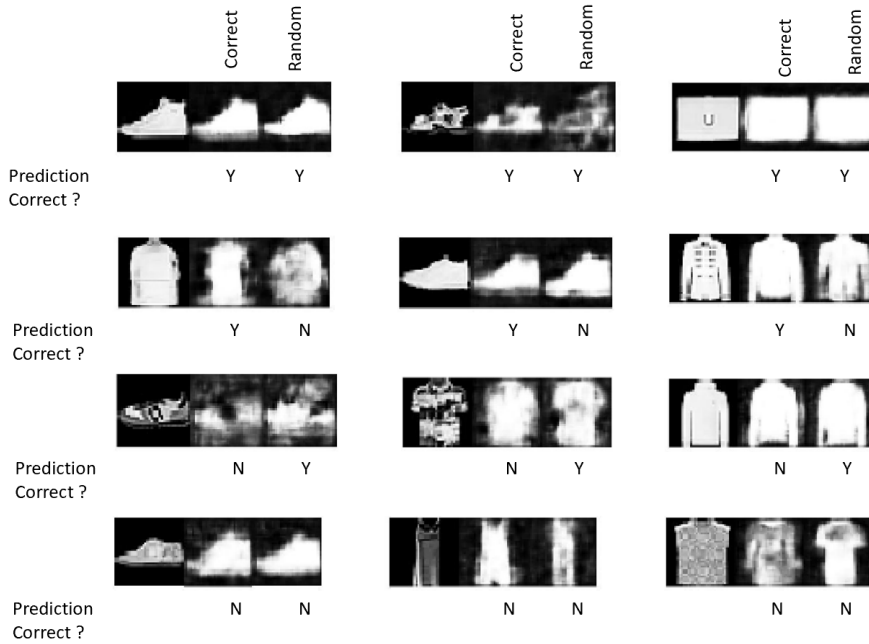 Correct Random Correct Random Correct Random
U
Prediction Y Y Y Y Y Y
Correct ?
Prediction Y N Y N Y N
Correct ?
Prediction N Y N Y N Y
Correct ?
Prediction N N N N N N
Correct ?